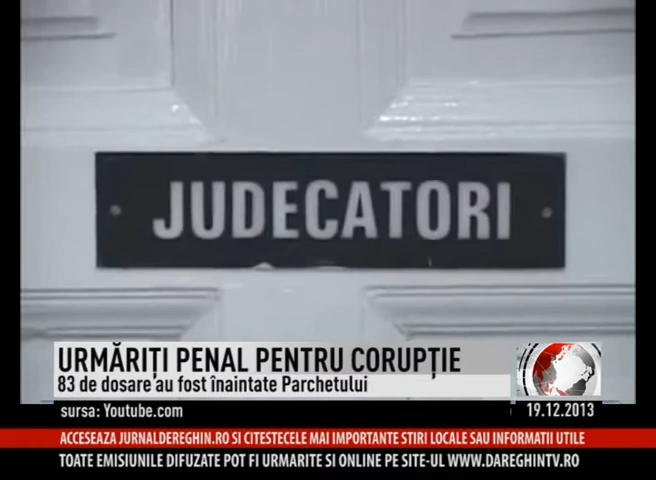 JUDECATORI
URMĂRIȚI PENAL PENTRU CORUPȚIE
83 de dosare au fost înaintate Parchetului
sursa: Youtube.com
19.12.2013
ACCESEAZA JURNALDEREGHIN.RO SI CITESTECELE MAI IMPORTANTE STIRI LOCALE SAU INFORMATII UTILE
TOATE EMISIUNILE DIFUZATE POT FI URMARITE SI ONLINE PE SITE-UL WWW.DAREGHINTV.RO